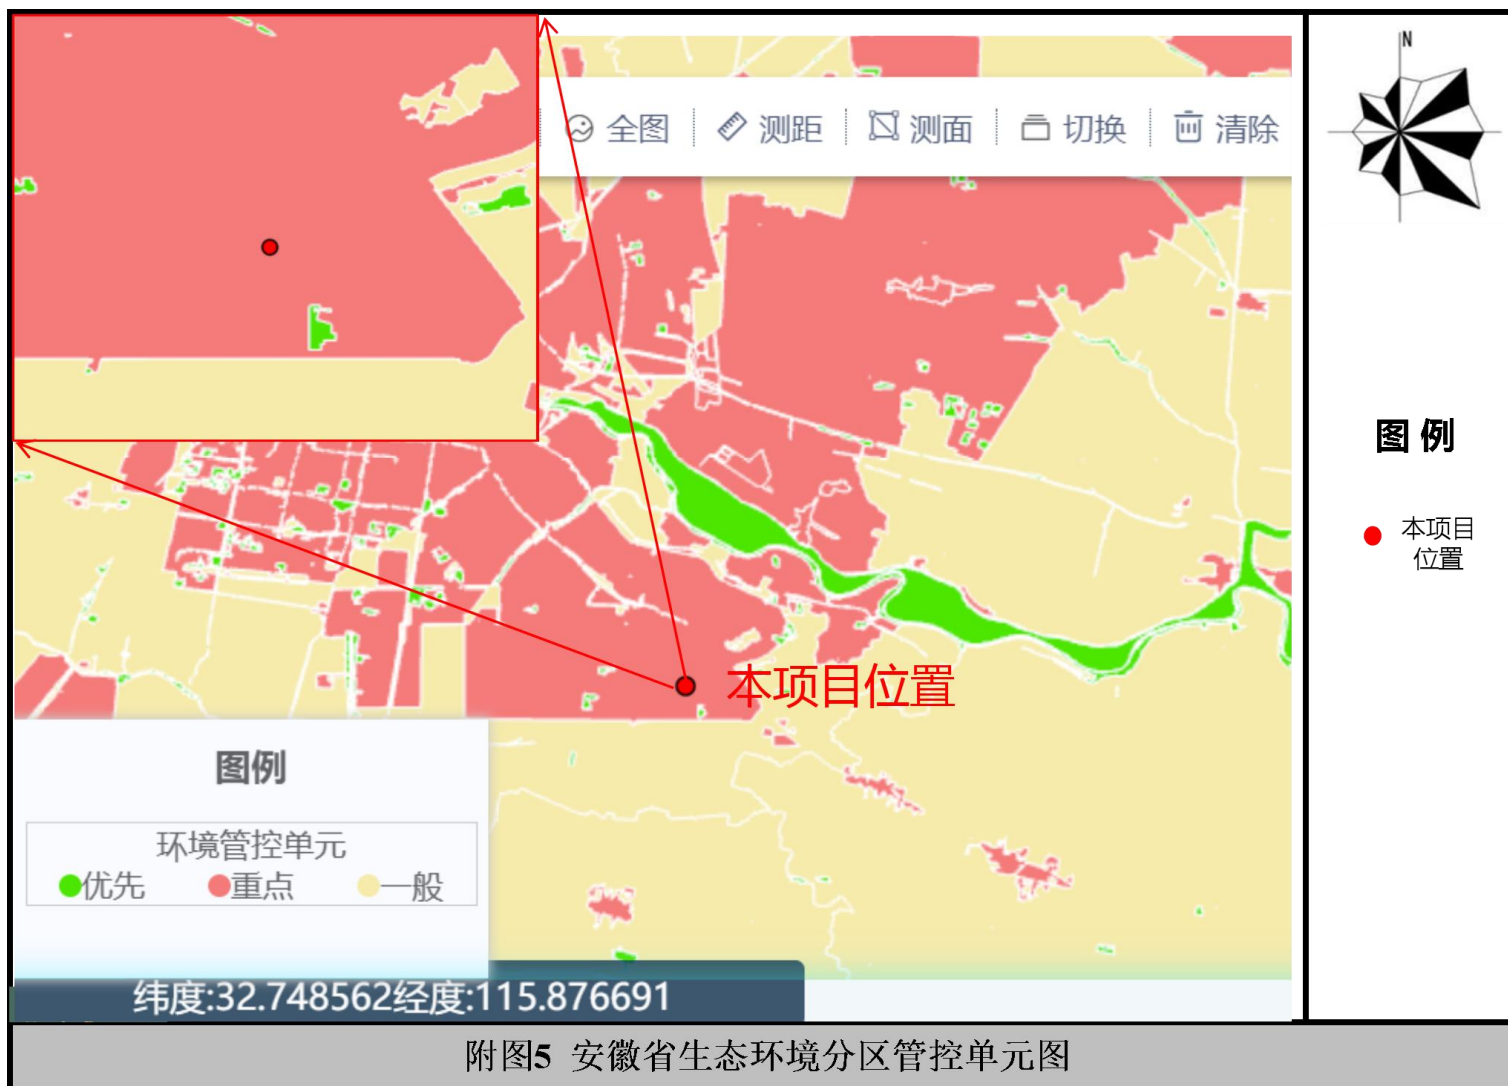 N
全图
测距
测面
切换
清除
图 例
本项目
位置
本项目位置
图例
环境管控单元
优先
重点
一般
纬度:32.748562经度:115.876691
附图5 安徽省生态环境分区管控单元图